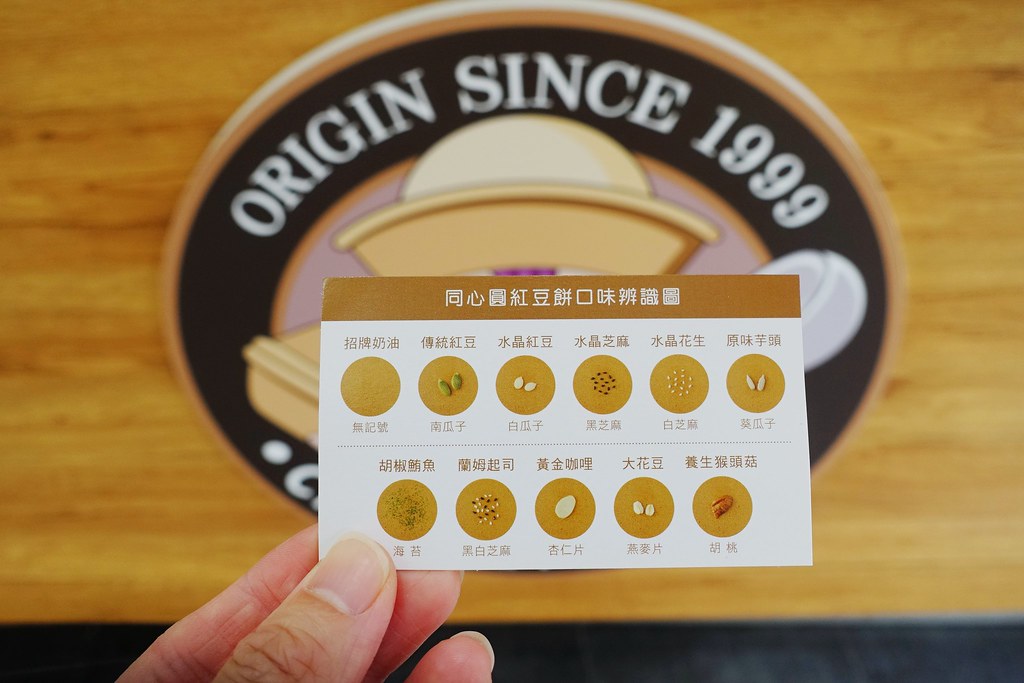 ORIGIN SINCE 1999
同心圓紅豆餅口味辨識圖
招牌奶油 傳統紅豆 水晶紅豆 水晶芝麻 水晶花生 原味芋頭
無記號 南瓜子 白瓜子 黑芝麻 白芝麻 葵瓜子
胡椒鮪魚 蘭姆起司 黃金咖哩 大花豆 養生猴頭菇
海苔 黑白芝麻 杏仁片 燕麥片 胡桃